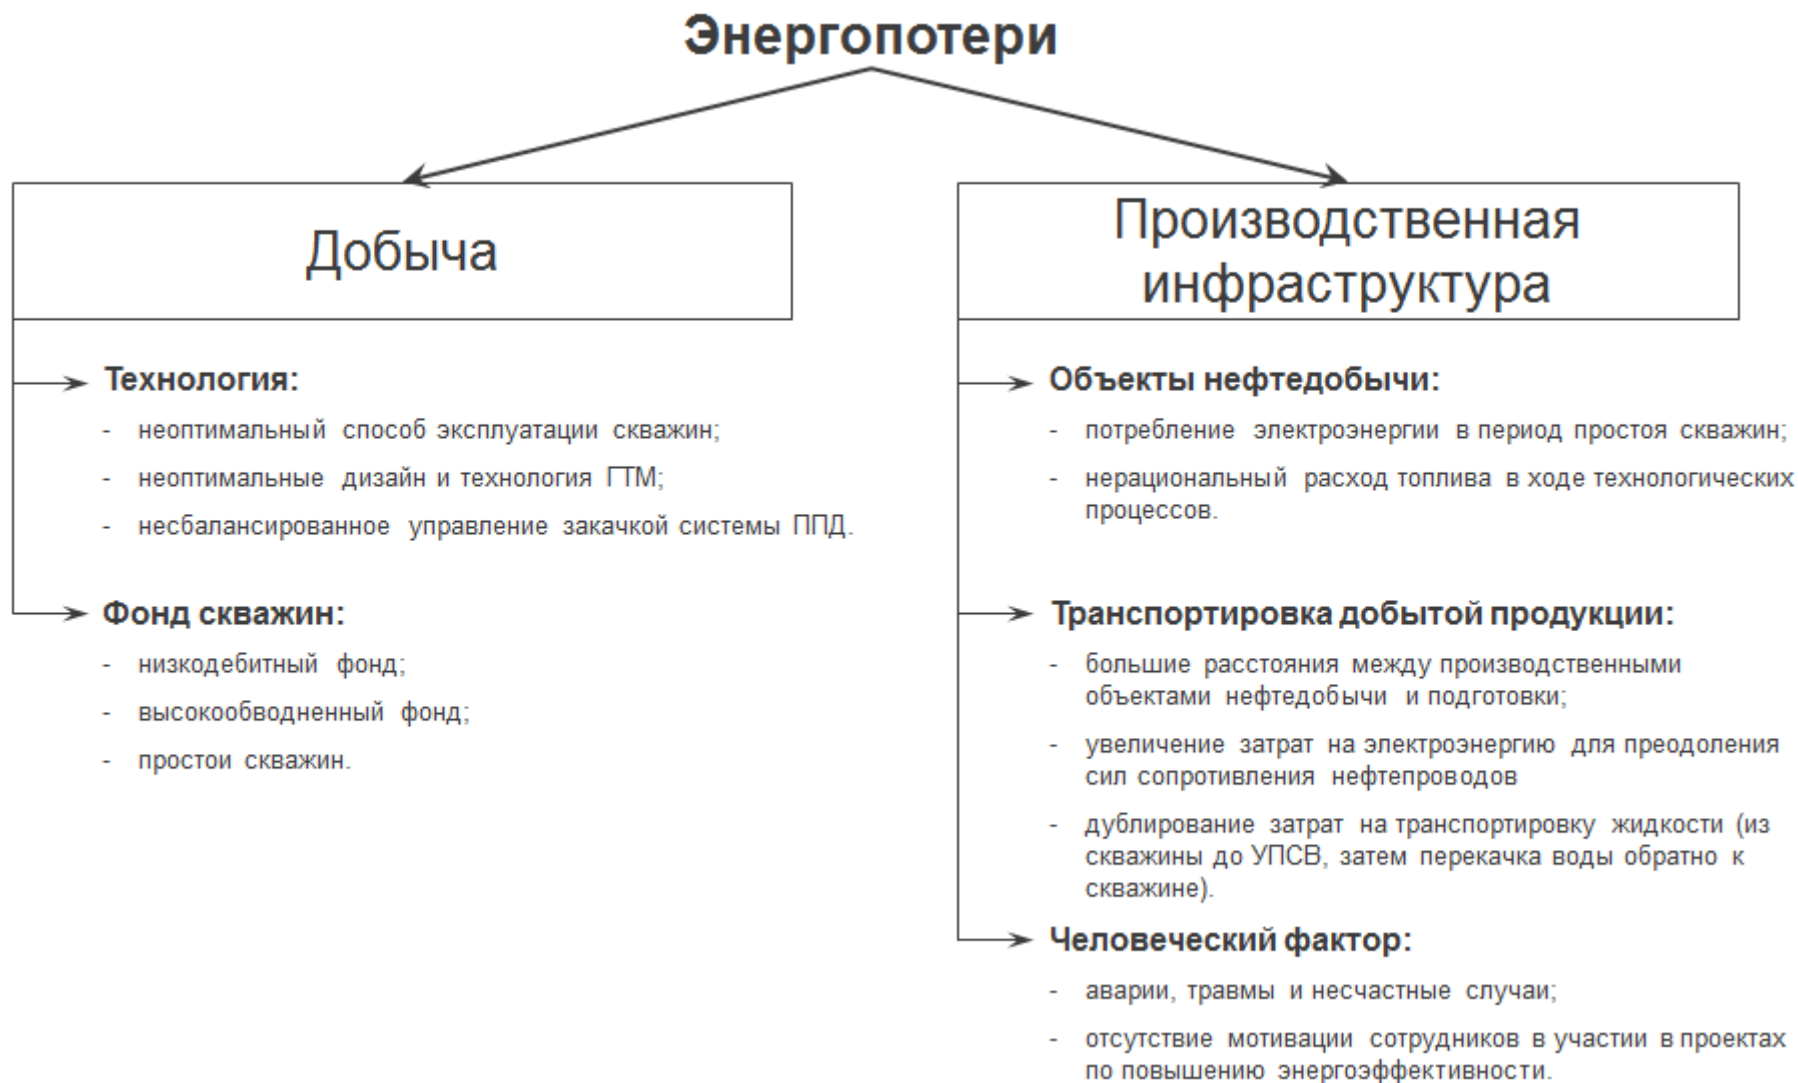 Энергопотери
Добыча
Технология:
- неоптимальный способ эксплуатации скважин;
- неоптимальные дизайн и технология ГТМ;
- несбалансированное управление закачкой системы ППД.
Фонд скважин:
- низкодебитный фонд;
- высокообводненный фонд;
- простои скважин.
Производственная
инфраструктура
Объекты нефтедобычи:
- потребление электроэнергии в период простоя скважин;
- нерациональный расход топлива в ходе технологических
процессов.
Транспортировка добытой продукции:
- большие расстояния между производственными
объектами нефтедобычи и подготовки;
- увеличение затрат на электроэнергию для преодоления
сил сопротивления нефтепроводов
- дублирование затрат на транспортировку жидкости (из
скважины до УПСВ, затем перекачка воды обратно к
скважине).
Человеческий фактор:
- аварии, травмы и несчастные случаи;
- отсутствие мотивации сотрудников в участии в проектах
по повышению энергоэффективности.